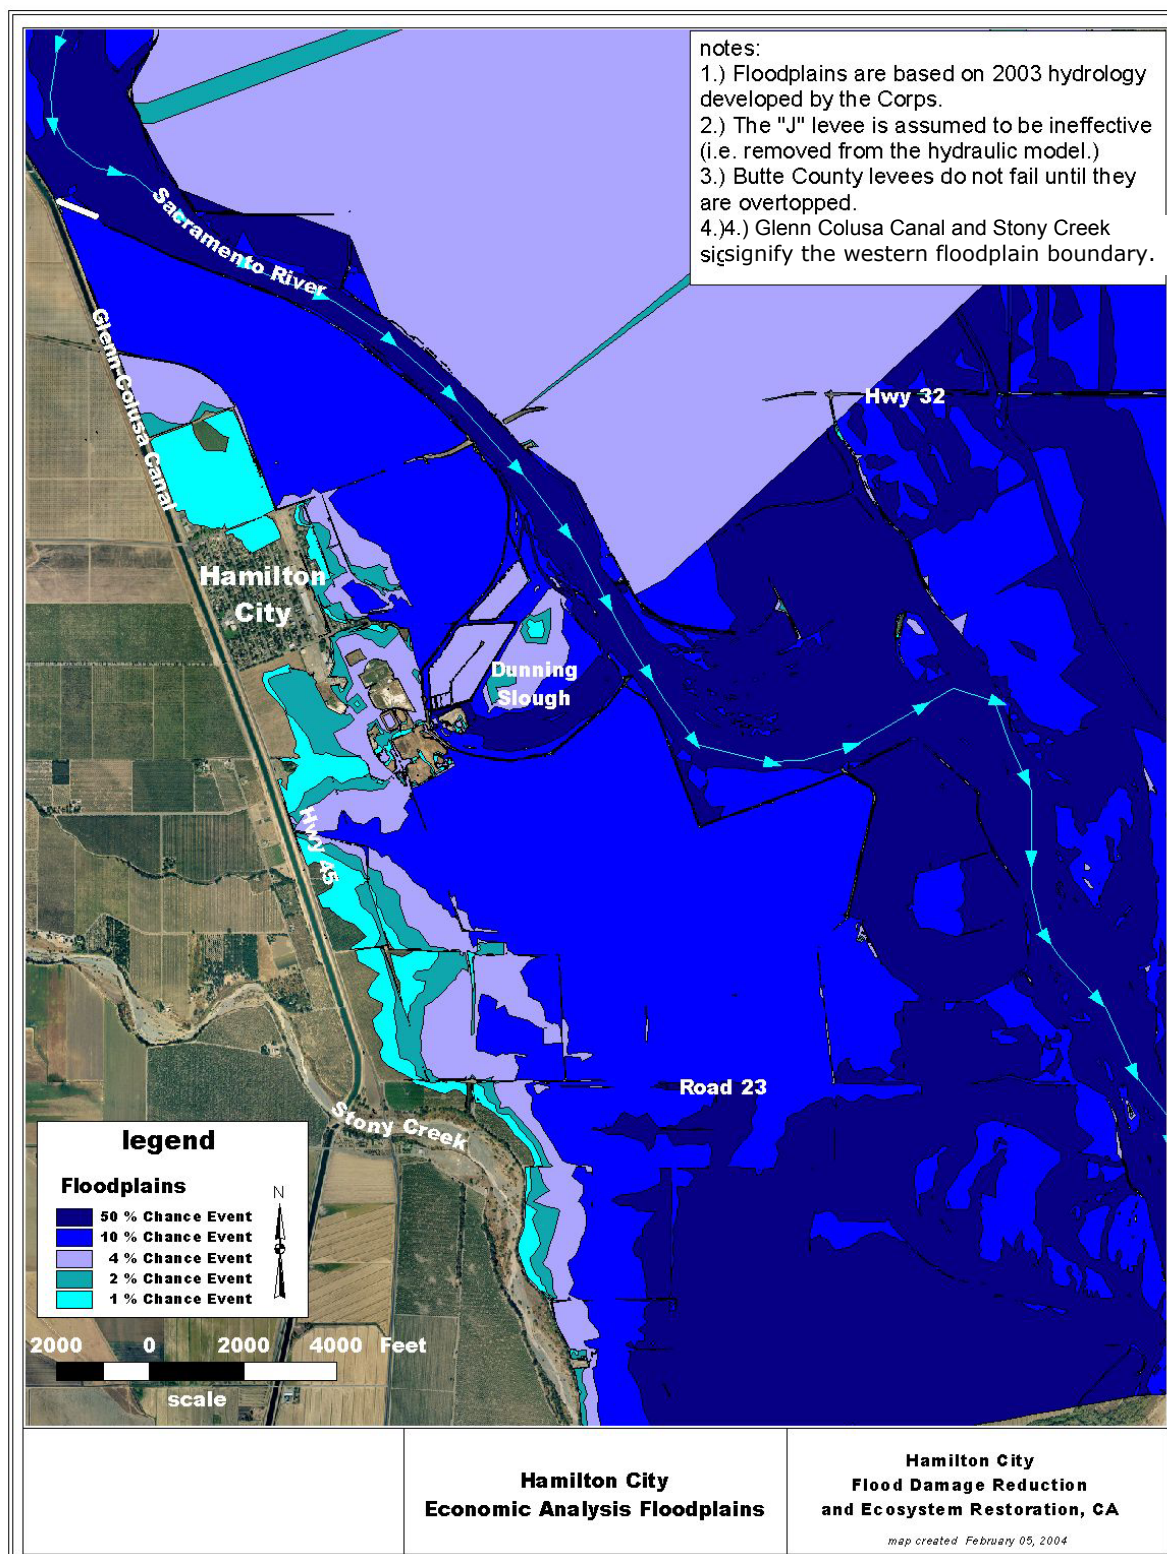 notes:
1.) Floodplains are based on 2003 hydrology
developed by the Corps.
2.) The "J" levee is assumed to be ineffective
(i.e. removed from the hydraulic model.)
3.) Butte County levees do not fail until they
are overtopped.
4.)4.) Glenn Colusa Canal and Stony Creek
sigsignify the western floodplain boundary.
Sacramento River
Glenn Colusa Canal
Hwy 32
Hamilton
City
Dunning
Slough
Hwy 45
Road 23
Stony Creek
legend
Floodplains
N
50 % Chance Event
10 % Chance Event
4 % Chance Event
2 % Chance Event
1 % Chance Event
2000 0 2000 4000 Feet
scale
Hamilton City
Economic Analysis Floodplains
Hamilton City
Flood Damage Reduction
and Ecosystem Restoration, CA
map created February 05, 2004